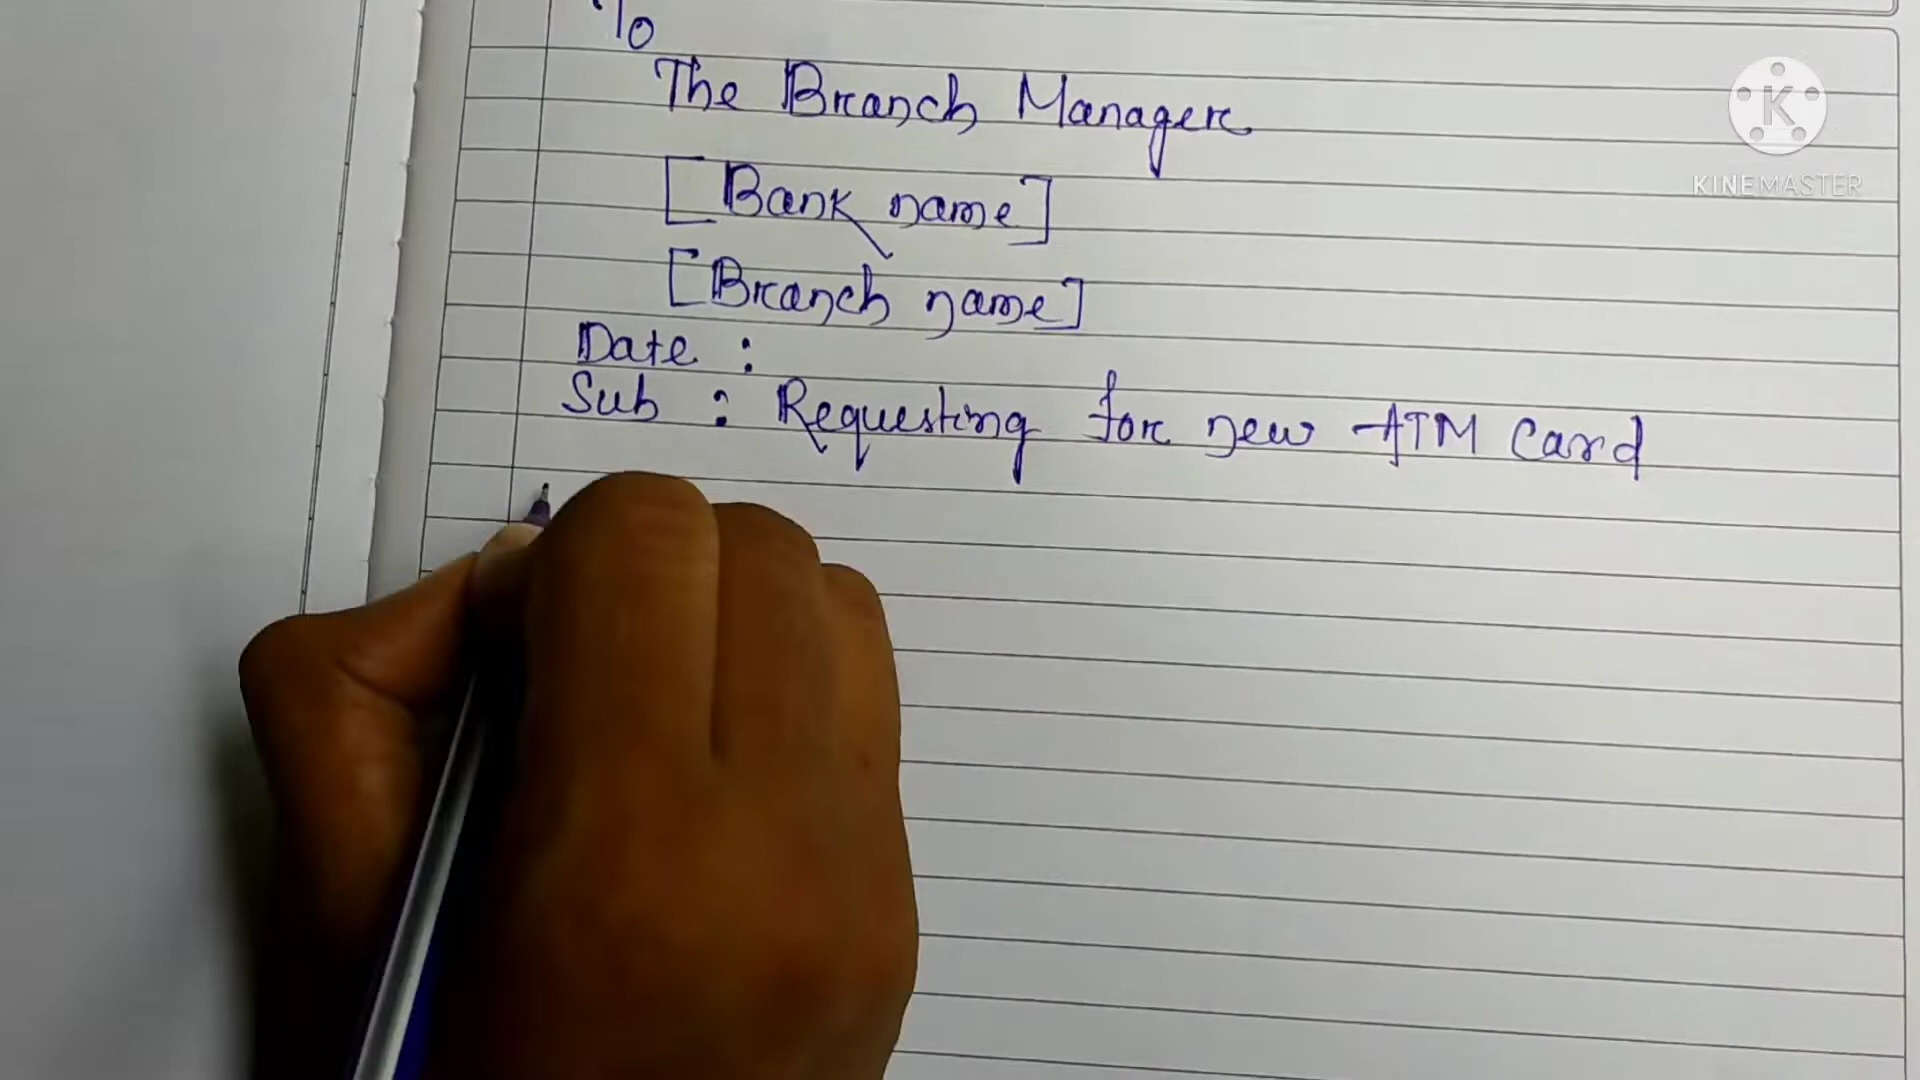 To
The Branch Manager
[Bank name]
[Branch name]
Date :
Sub : Requesting for new ATM Card
KINEMASTER